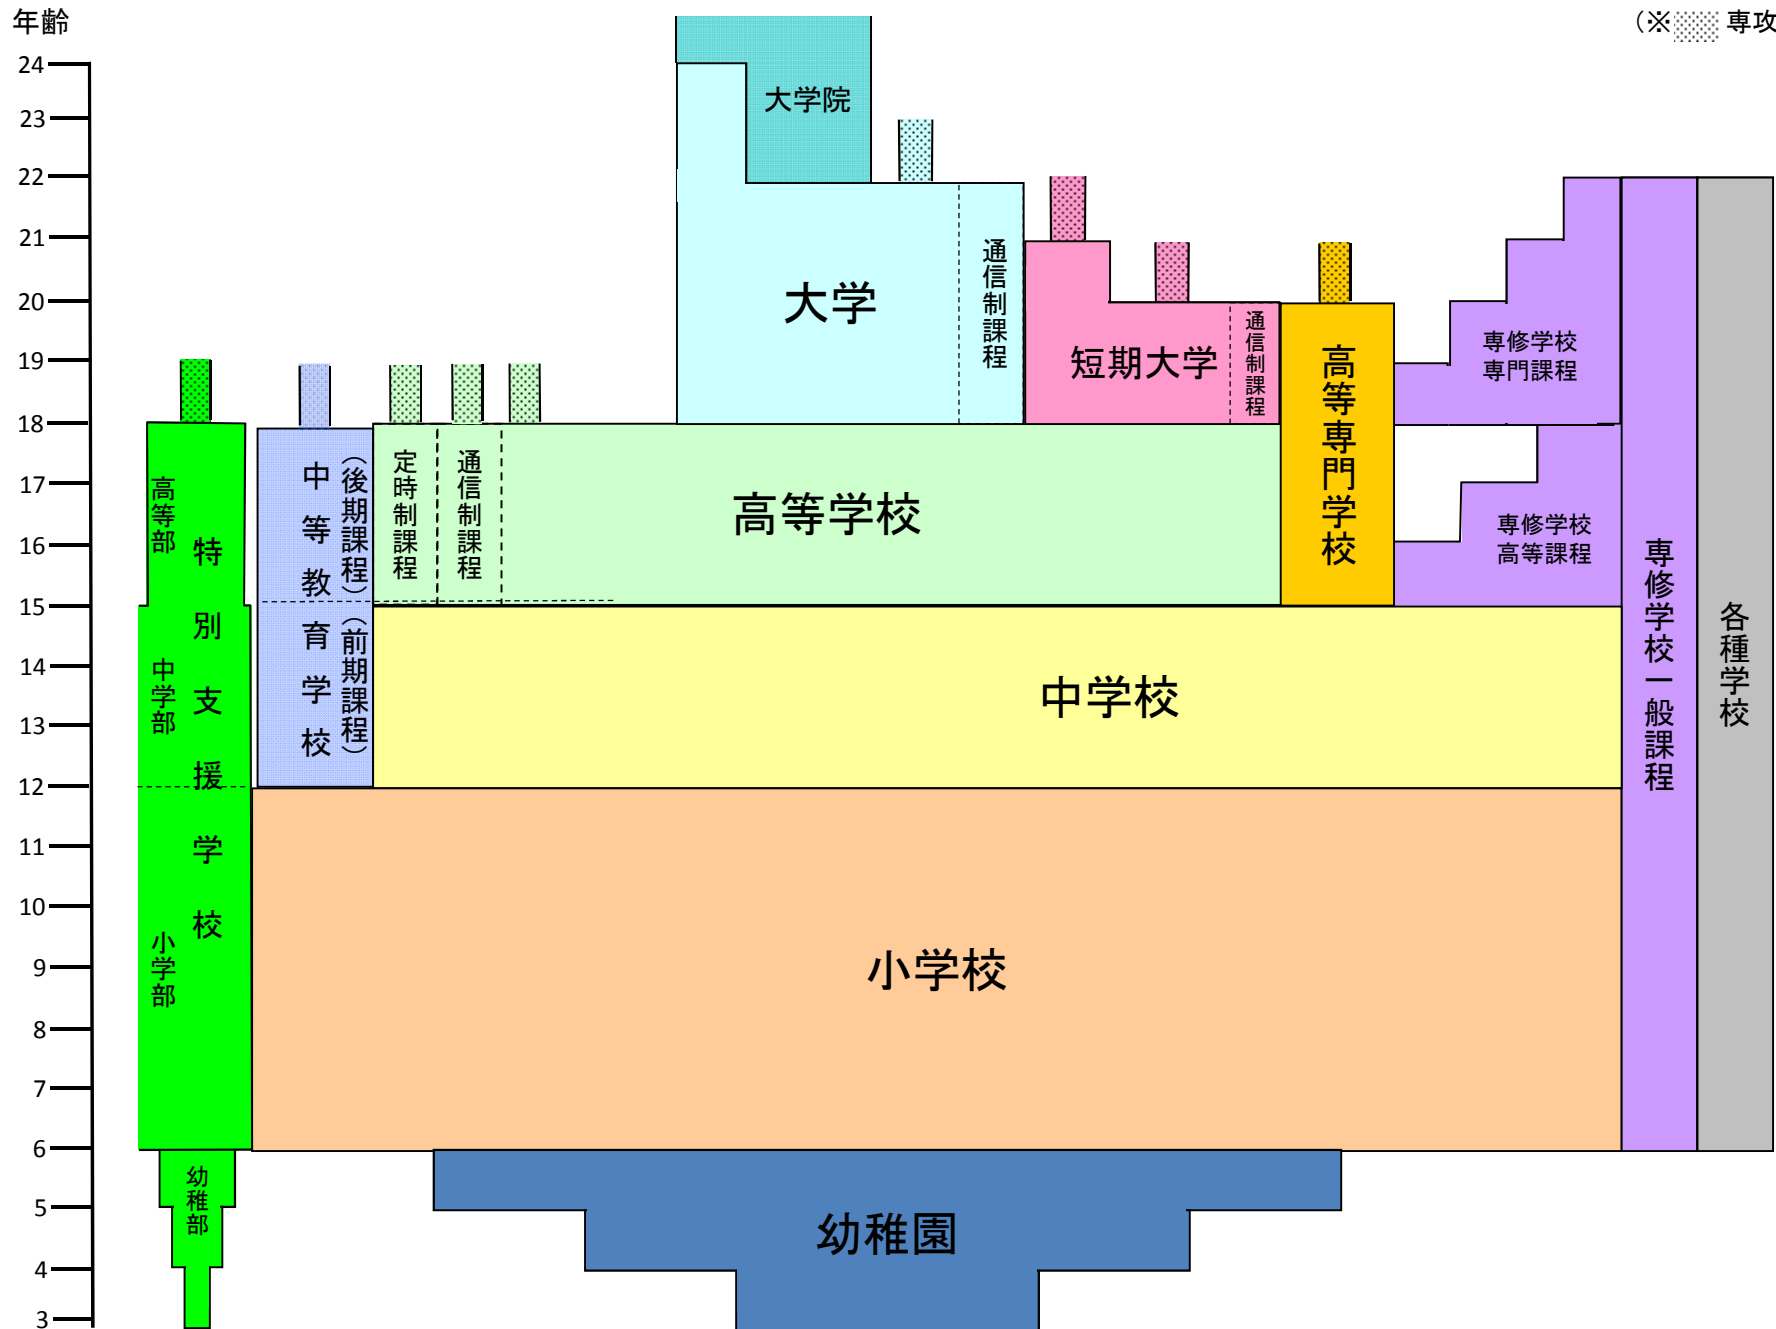 年齢
(※ 専攻
24
23
22
21
20
19
18
17
16
15
14
13
12
11
10
9
8
7
6
5
4
3
大学院
大学
通信制課程
短期大学
通信制課程
高等専門学校
専修学校
専門課程
専修学校
高等課程
専修学校一般課程
各種学校
高等部
中学部
小学部
特別支援学校
幼稚部
中等教育学校
(後期課程)
(前期課程)
定時制課程
通信制課程
高等学校
中学校
小学校
幼稚園